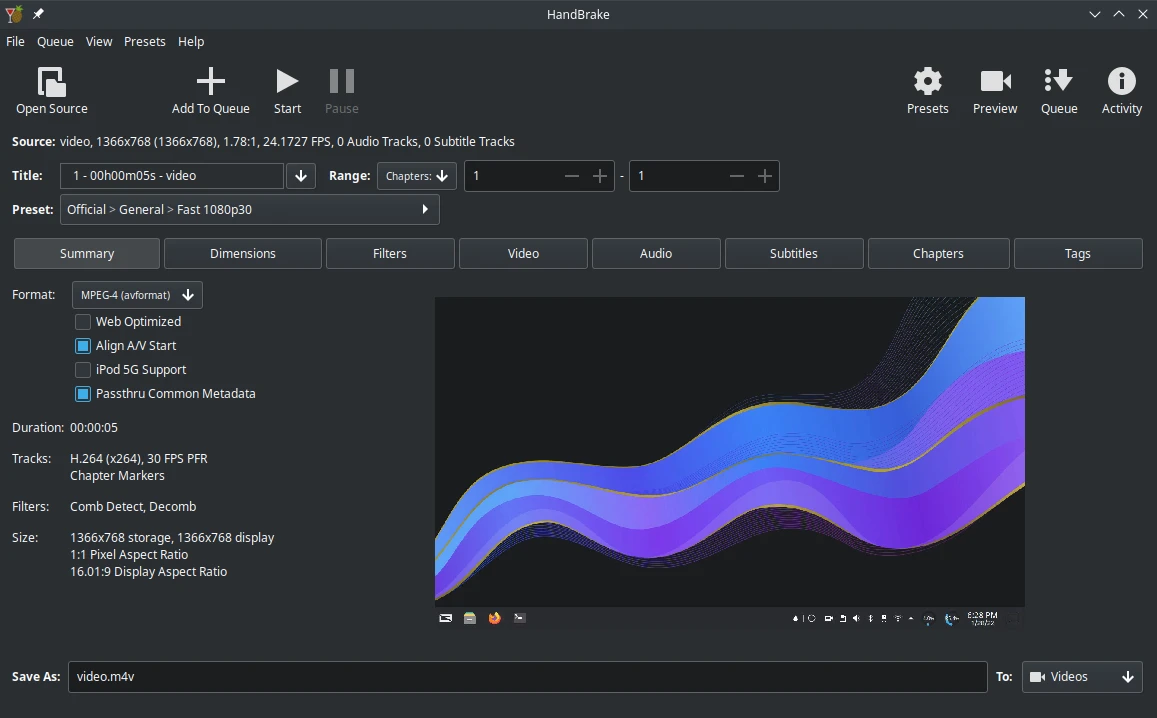 HandBrake
File Queue View Presets Help
Open Source Add To Queue Start Pause Presets Preview Queue Activity
Source: video, 1366x768 (1366x768), 1.78:1, 24.1727 FPS, 0 Audio Tracks, 0 Subtitle Tracks
Title: 1 - 00h00m05s - video Range: Chapters: 1 - 1
Preset: Official > General > Fast 1080p30
Summary Dimensions Filters Video Audio Subtitles Chapters Tags
Format: MPEG-4 (avformat)
Web Optimized
Align A/V Start
iPod 5G Support
Passthru Common Metadata
Duration: 00:00:05
Tracks: H.264 (x264), 30 FPS PFR
Chapter Markers
Filters: Comb Detect, Decomb
Size: 1366x768 storage, 1366x768 display
1:1 Pixel Aspect Ratio
16.01:9 Display Aspect Ratio
6:28 PM
Save As: video.m4v To: Videos